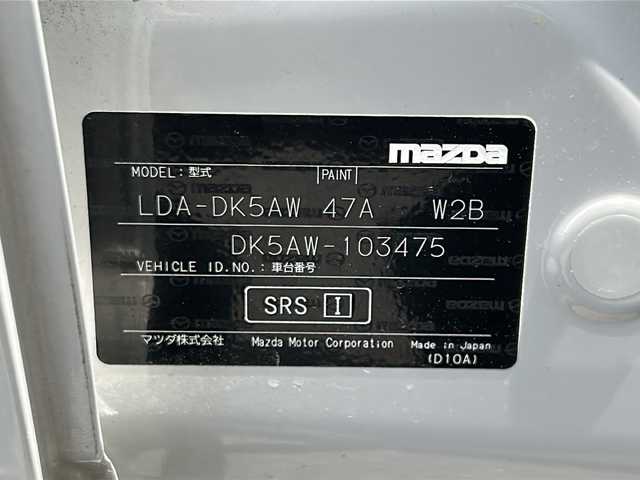 mazda
MODEL:型式 PAINT
LDA-DK5AW 47A W2B
DK5AW-103475
VEHICLE ID.NO.:車台番号
SRS I
マツダ株式会社 Mazda Motor Corporation Made in Japan
(D10A)